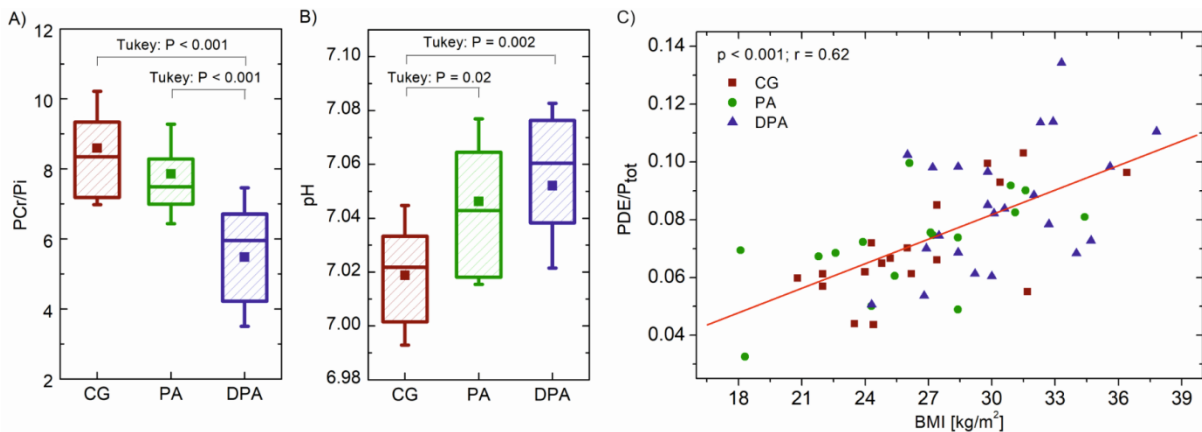 A)
12
10
8
6
4
2
PCr/Pi
Tukey: P < 0.001
Tukey: P < 0.001
CG PA DPA
B)
7.10
7.08
7.06
7.04
7.02
7.00
6.98
pH
Tukey: P = 0.002
Tukey: P = 0.02
CG PA DPA
C)
0.14
0.12
0.10
0.08
0.06
0.04
PDE/Ptot
p < 0.001; r = 0.62
CG
PA
DPA
18 21 24 27 30 33 36 39
BMI [kg/m²]